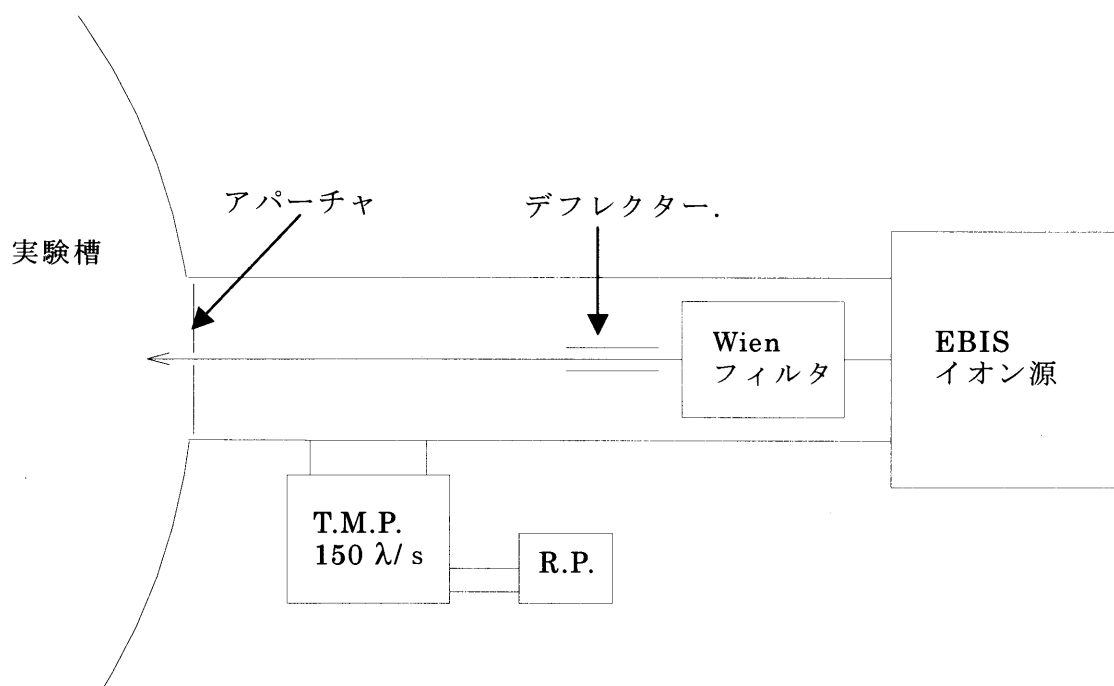 アパーチャ
デフレクター.
実験槽
Wien
フィルタ
EBIS
イオン源
T.M.P.
150 λ/ s
R.P.